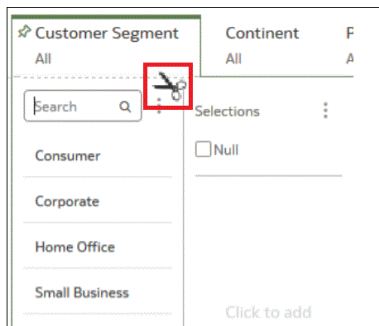 Customer Segment
All
Continent
All
P
A
Search
Selections
Null
Consumer
Corporate
Home Office
Small Business
Click to add